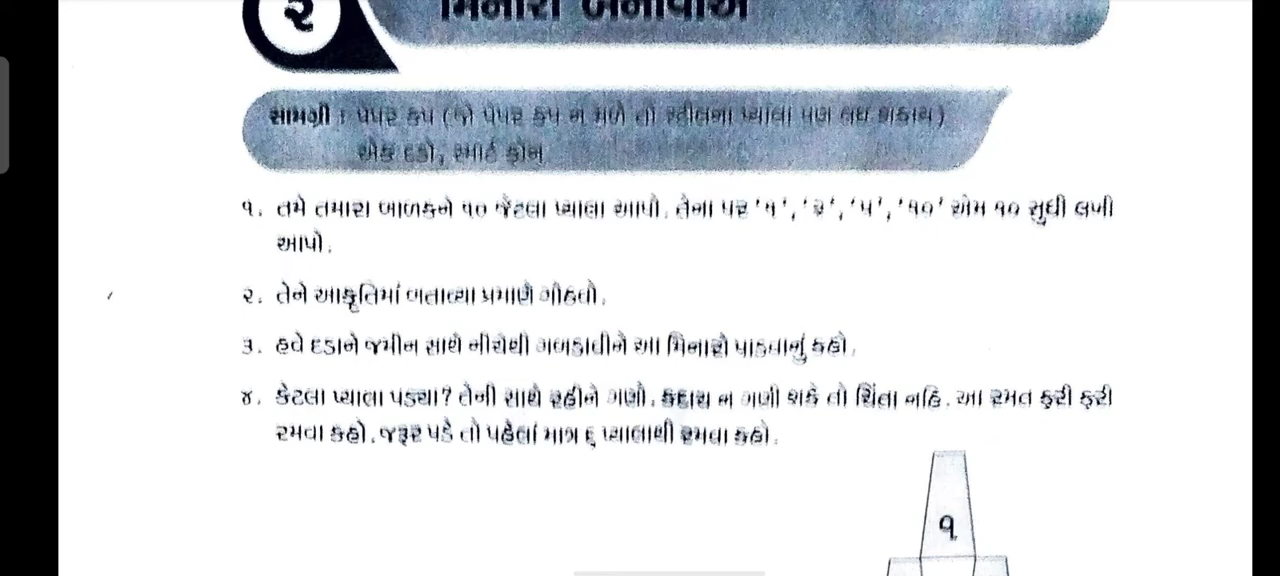 ૨ મિનારો બનાવીએ
સામગ્રી : પેપર કપ (જો પેપર કપ ન મળે તો સ્ટીલના પ્યાલા પણ લઇ શકાય)
એક દડો, સ્માર્ટ ફોન
૧. તમે તમારા બાળકને ૧૦ જેટલા પ્યાલા આપો. તેના પર '૧', '૨', '૫', '૧૦' એમ ૧૦ સુધી લખી
આપો.
૨. તેને આકૃતિમાં બતાવ્યા પ્રમાણે ગોઠવો.
૩. હવે દડાને જમીન સાથે નીચેથી ગબડાવીને આ મિનારો પાડવાનું કહો.
૪. કેટલા પ્યાલા પડ્યા? તેની સાથે રહીને ગણો. કદાચ ન ગણી શકે તો ચિંતા નહિ. આ રમત ફરી ફરી
રમવા કહો. જરૂર પડે તો પહેલાં માત્ર ૬ પ્યાલાથી રમવા કહો.
૧